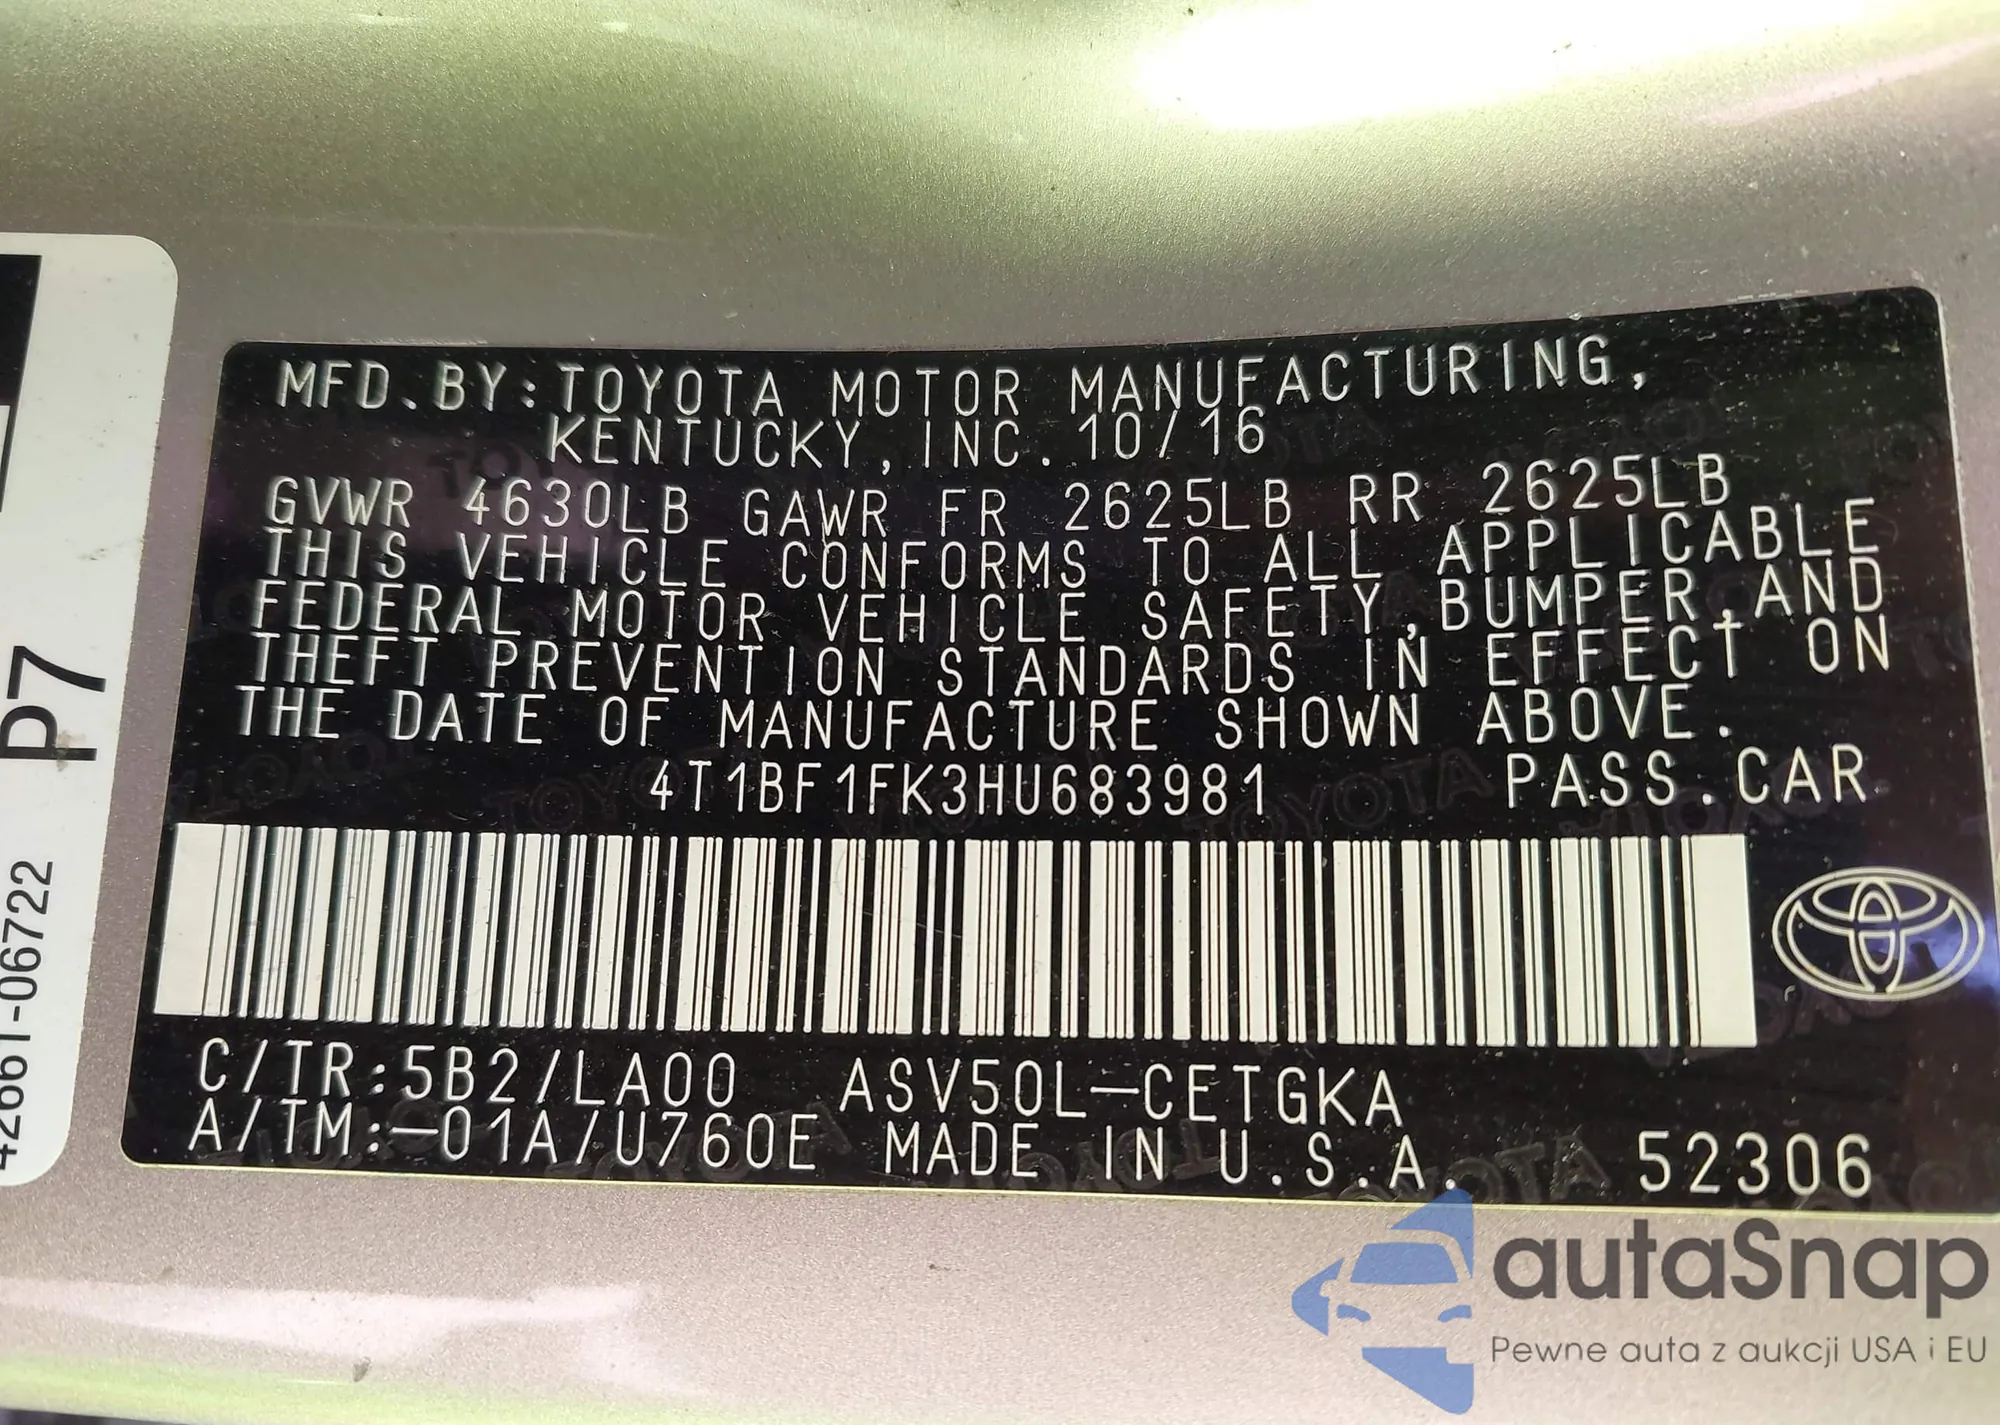 MFD.BY:TOYOTA MOTOR MANUFACTURING,
KENTUCKY, INC. 10/16
GVWR 4630LB GAWR FR 2625LB RR 2625LB
THIS VEHICLE CONFORMS TO ALL APPLICABLE
FEDERAL MOTOR VEHICLE SAFETY,BUMPER,AND
THEFT PREVENTION STANDARDS IN EFFECT ON
THE DATE OF MANUFACTURE SHOWN ABOVE.
4T1BF1FK3HU683981 PASS.CAR
C/TR:5B2/LA00 ASV50L-CETGKA
A/TM:-01A/U760E MADE IN U.S.A. 52306
P7
42661-06722
autaSnap
Pewne auta z aukcji USA i EU